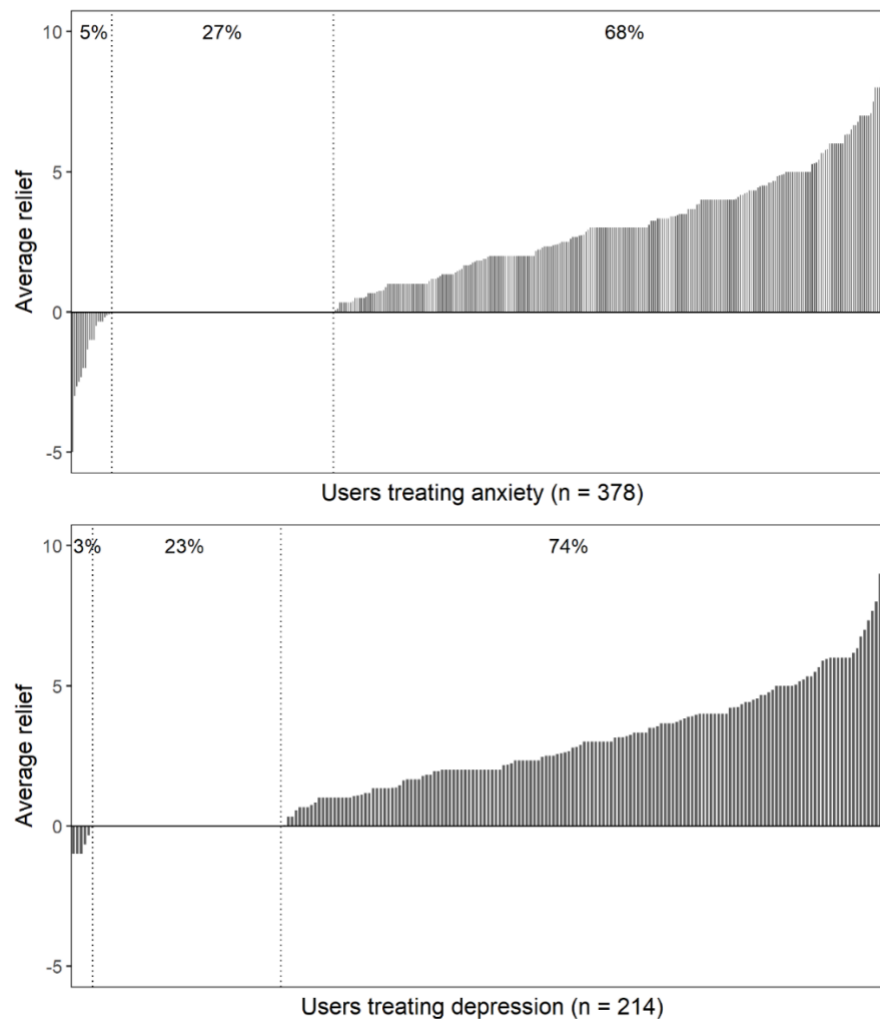 10
5% 27% 68%
5
0
-5
Average relief
Users treating anxiety (n = 378)
10
3% 23% 74%
5
0
-5
Average relief
Users treating depression (n = 214)